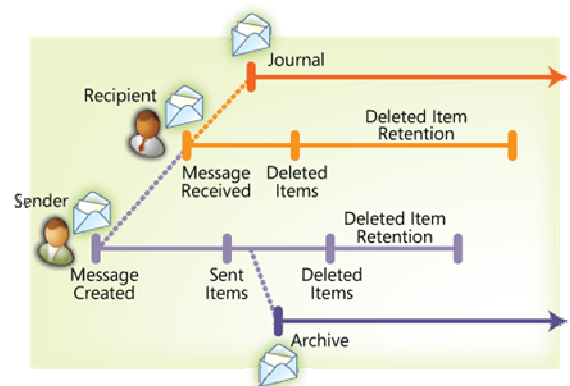 Journal
Recipient
Deleted Item
Retention
Message
Received
Deleted
Items
Sender
Deleted Item
Retention
Message
Created
Sent
Items
Deleted
Items
Archive